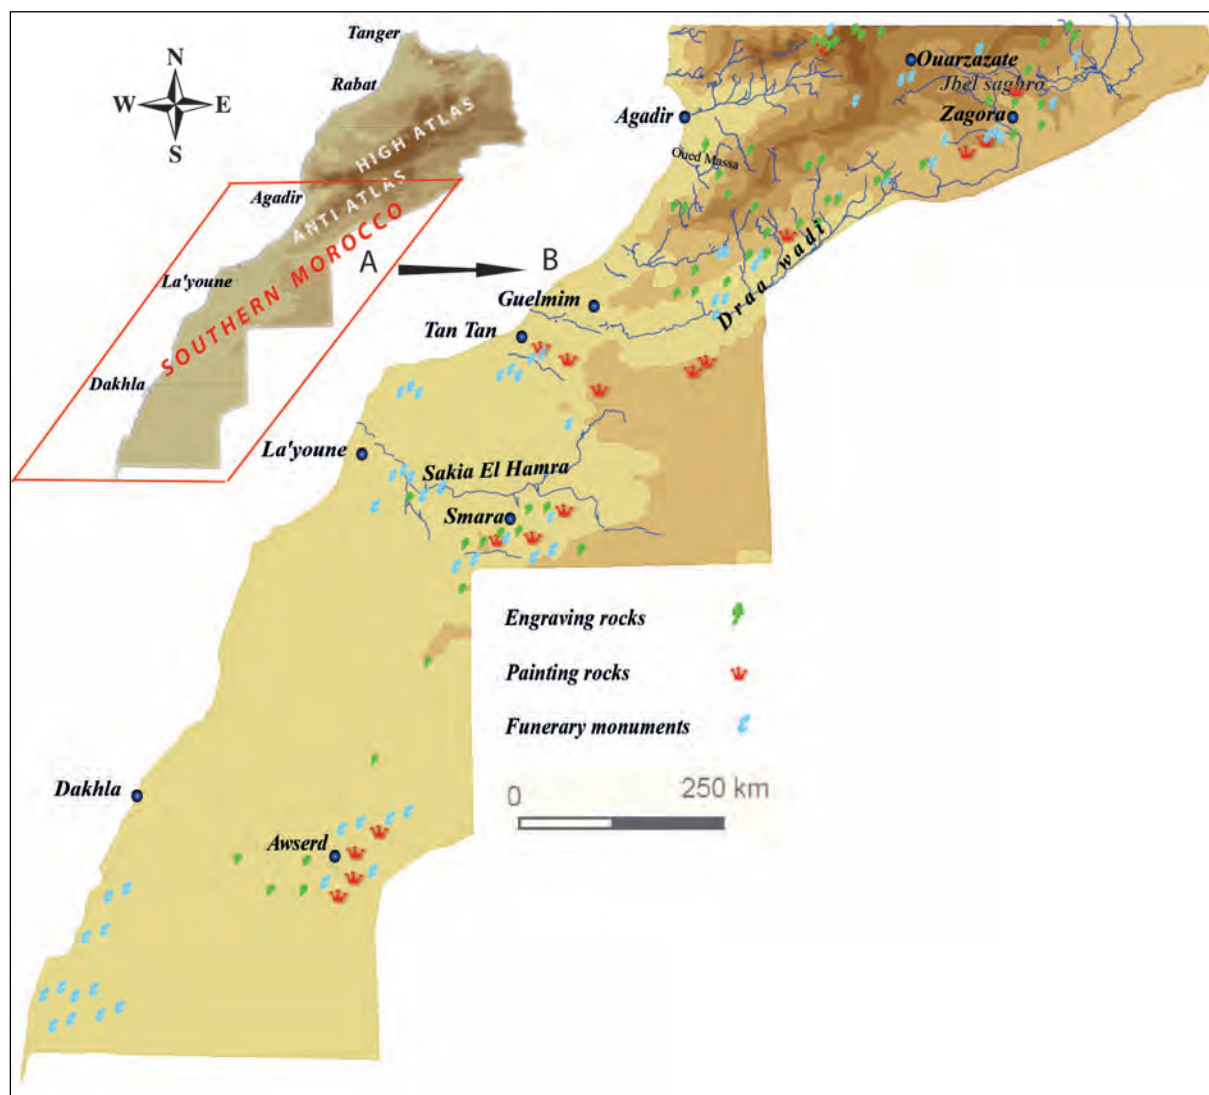 N
W E
S
Tanger
Rabat
HIGH ATLAS
Agadir
ANTI ATLAS
SOUTHERN MOROCCO
La'youne
Dakhla
A
B
Ouarzazate
Jbel saghro
Agadir
Zagora
Oued Massa
Draa wadi
Guelmim
Tan Tan
La'youne
Sakia El Hamra
Smara
Engraving rocks
Painting rocks
Funerary monuments
0 250 km
Dakhla
Awserd